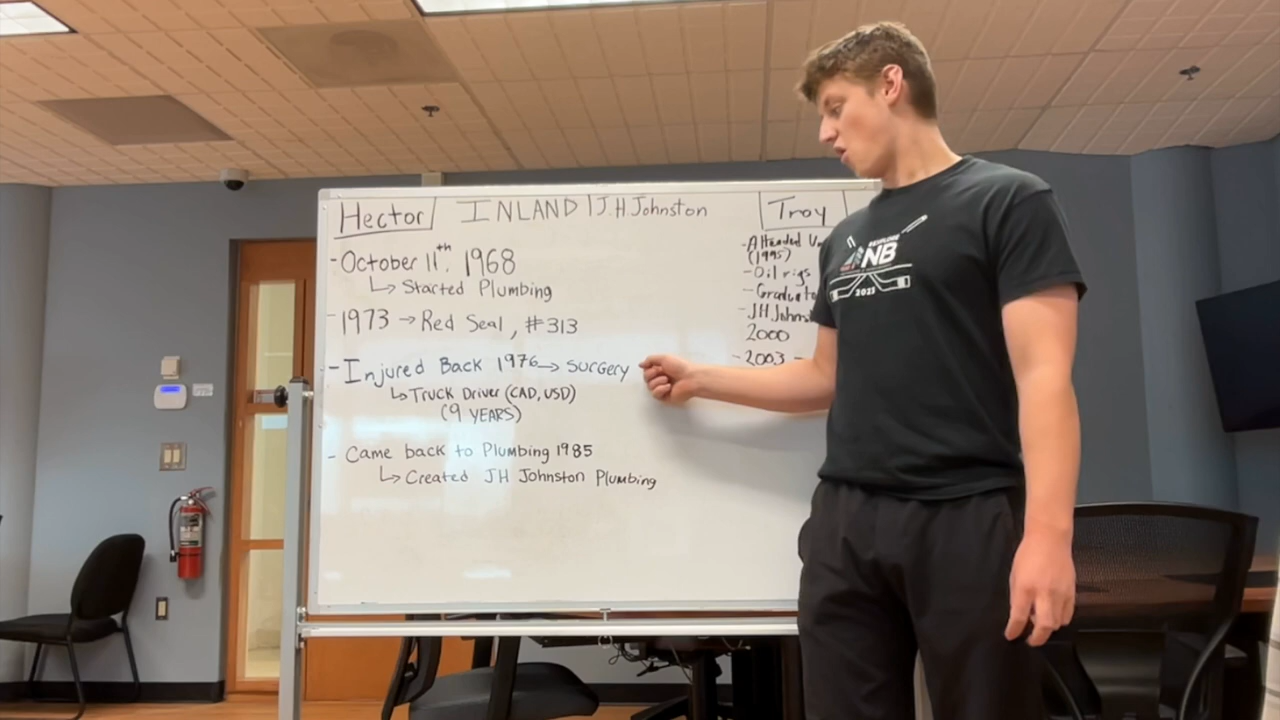 Hector
INLAND | J.H Johnston
Troy
- October 11th, 1968
↳ Started Plumbing
- 1973 → Red Seal, #313
- Injured Back 1976 → Surgery
↳ Truck Driver (CAD, USD)
(9 YEARS)
- Came back to Plumbing 1985
↳ Created JH Johnston Plumbing
- Attended
(1995)
- Oil rigs
- Graduate
- JH Johnst
2000
- 2003 -
NB
2023